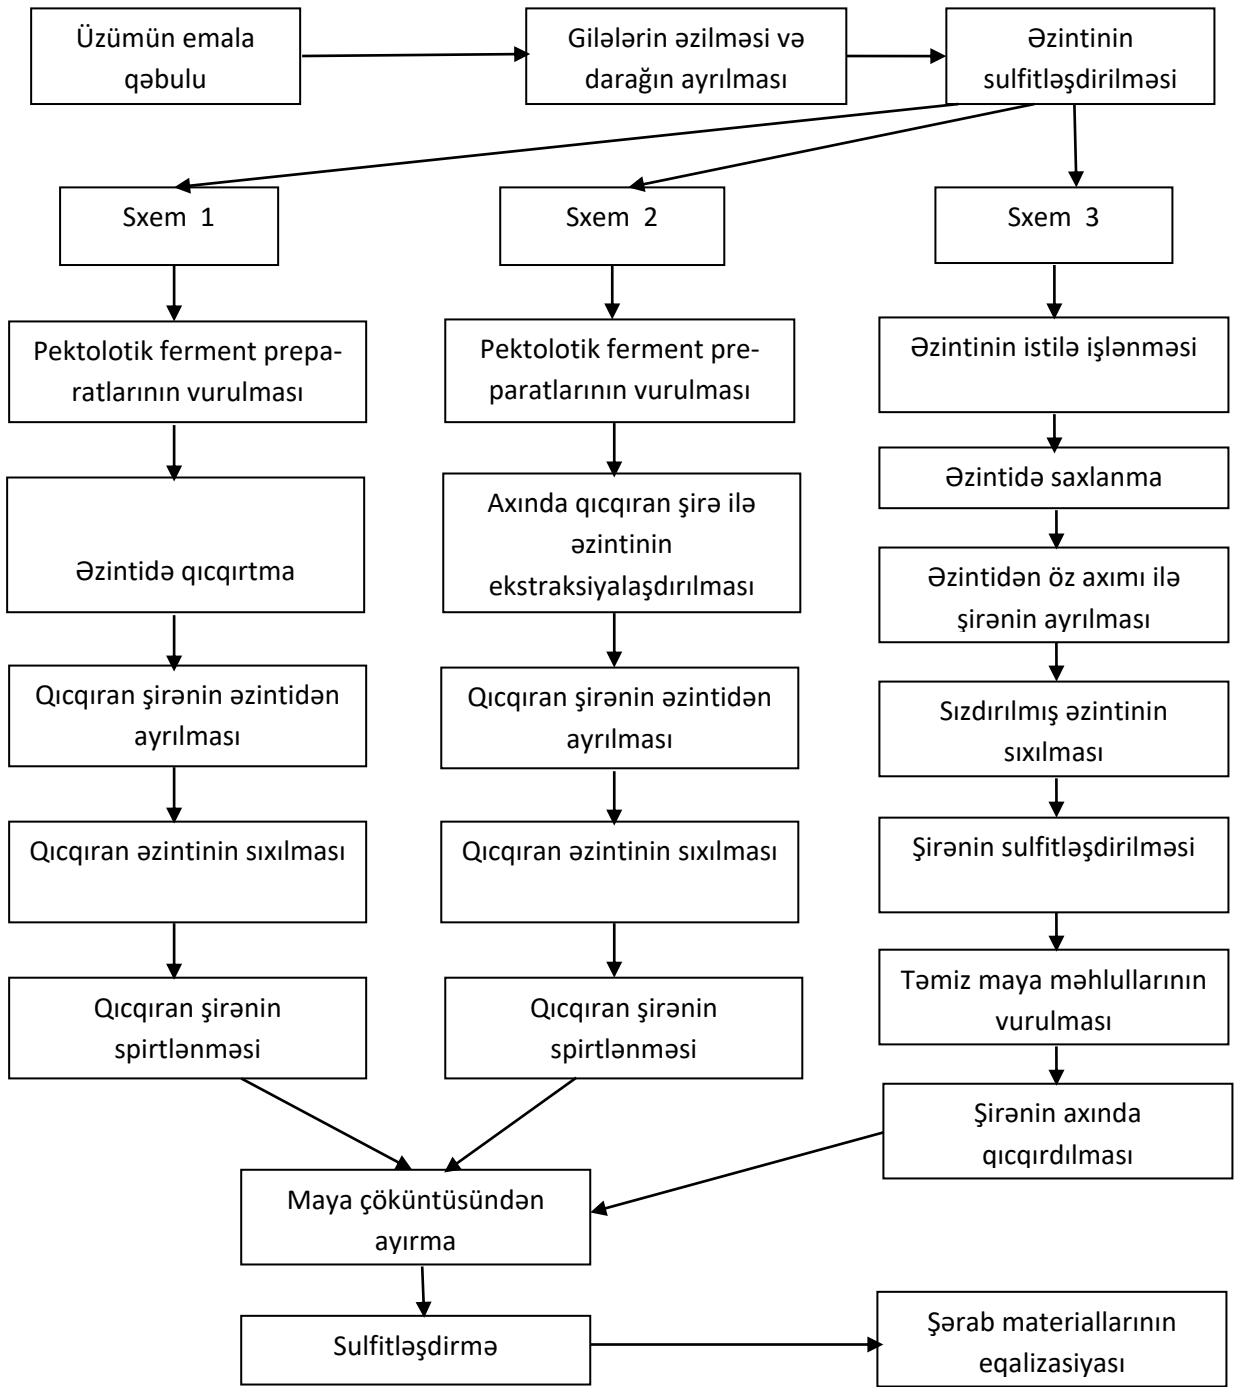 Üzümün emala
qəbulu
Gilələrin əzilməsi və
darağın ayrılması
Əzintinin
sulfitləşdirilməsi
Sxem 1
Sxem 2
Sxem 3
Pektolotik ferment prepa-
ratlarının vurulması
Pektolotik ferment pre-
paratlarının vurulması
Əzintinin istilə işlənməsi
Əzintidə qıcqırtma
Axında qıcqıran şirə ilə
əzintinin
ekstraksiyalaşdırılması
Əzintidə saxlanma
Əzintidən öz axımı ilə
şirənin ayrılması
Qıcqıran şirənin əzintidən
ayrılması
Qıcqıran şirənin əzintidən
ayrılması
Sızdırılmış əzintinin
sıxılması
Qıcqıran əzintinin sıxılması
Qıcqıran əzintinin sıxılması
Şirənin sulfitləşdirilməsi
Qıcqıran şirənin
spirtlənməsi
Qıcqıran şirənin
spirtlənməsi
Təmiz maya məhlullarının
vurulması
Şirənin axında
qıcqırdılması
Maya çöküntüsündən
ayırma
Sulfitləşdirmə
Şərab materiallarının
eqalizasiyası